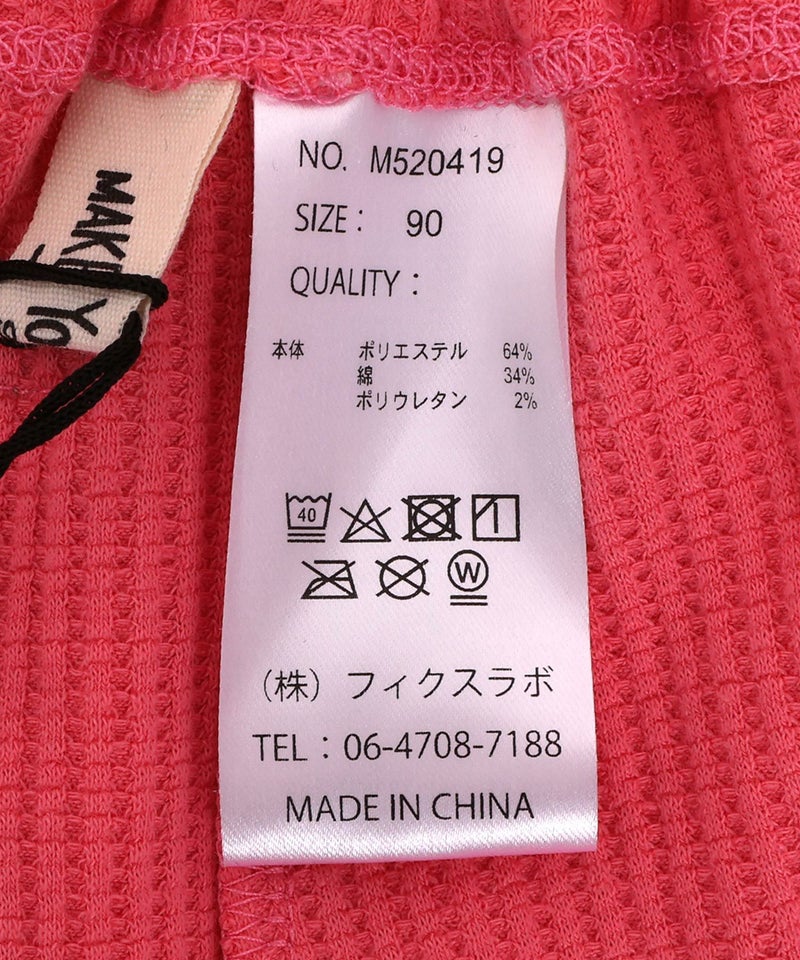 NO. M520419
SIZE : 90
QUALITY :
本体 ポリエステル 64%
綿 34%
ポリウレタン 2%
40
W
（株）フィクスラボ
TEL : 06-4708-7188
MADE IN CHINA